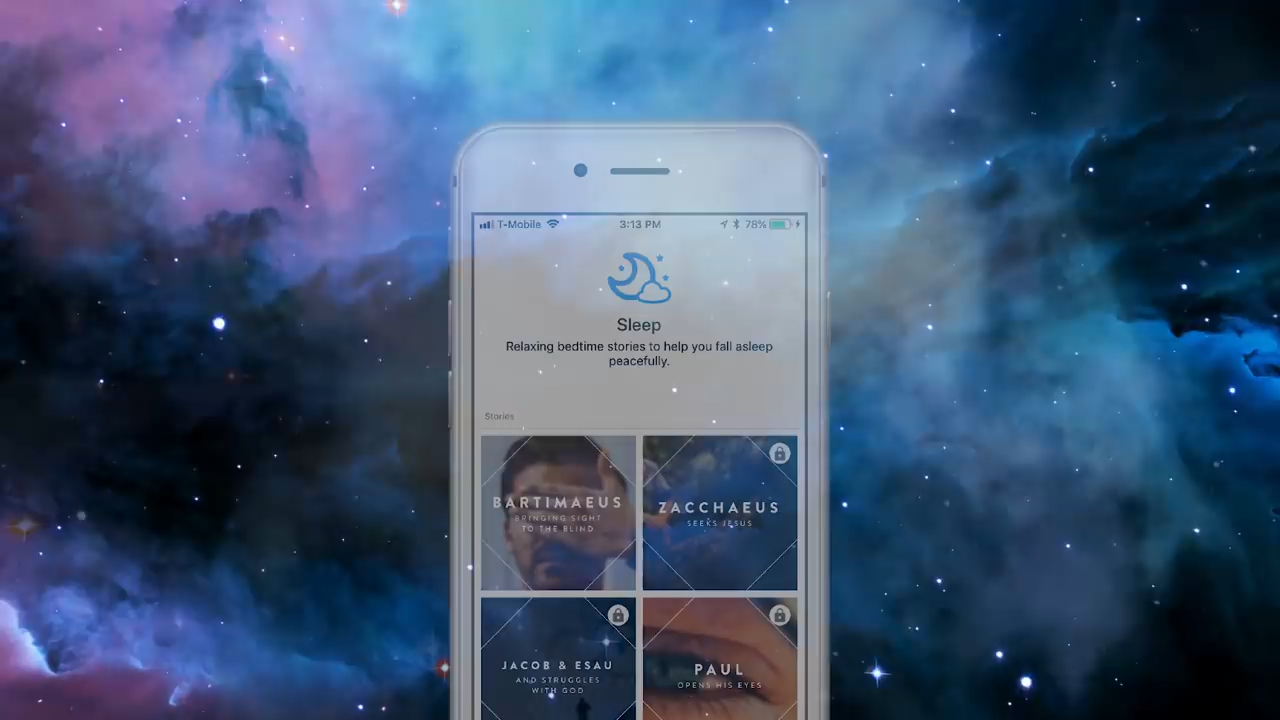 T-Mobile 3:13 PM 78%
Sleep
Relaxing bedtime stories to help you fall asleep
peacefully.
Stories
BARTIMAEUS
BRINGING SIGHT
TO THE BLIND
ZACCHAEUS
SEEKS JESUS
JACOB & ESAU
AND STRUGGLES
WITH GOD
PAUL
OPENS HIS EYES